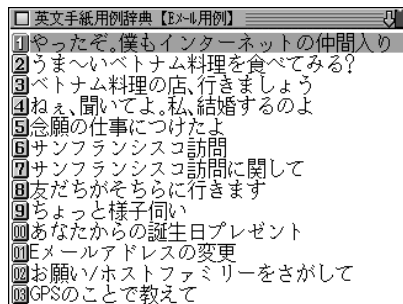 英文手紙用例辞典【Eメール用例】
1やったぞ。僕もインターネットの仲間入り
2うま〜いベトナム料理を食べてみる?
3ベトナム料理の店、行きましょう
4ねぇ、聞いてよ。私、結婚するのよ
5念願の仕事につけたよ
6サンフランシスコ訪問
7サンフランシスコ訪問に関して
8友だちがそちらに行きます
9ちょっと様子伺い
00あなたからの誕生日プレゼント
01Eメールアドレスの変更
02お願い/ホストファミリーをさがして
03GPSのことで教えて